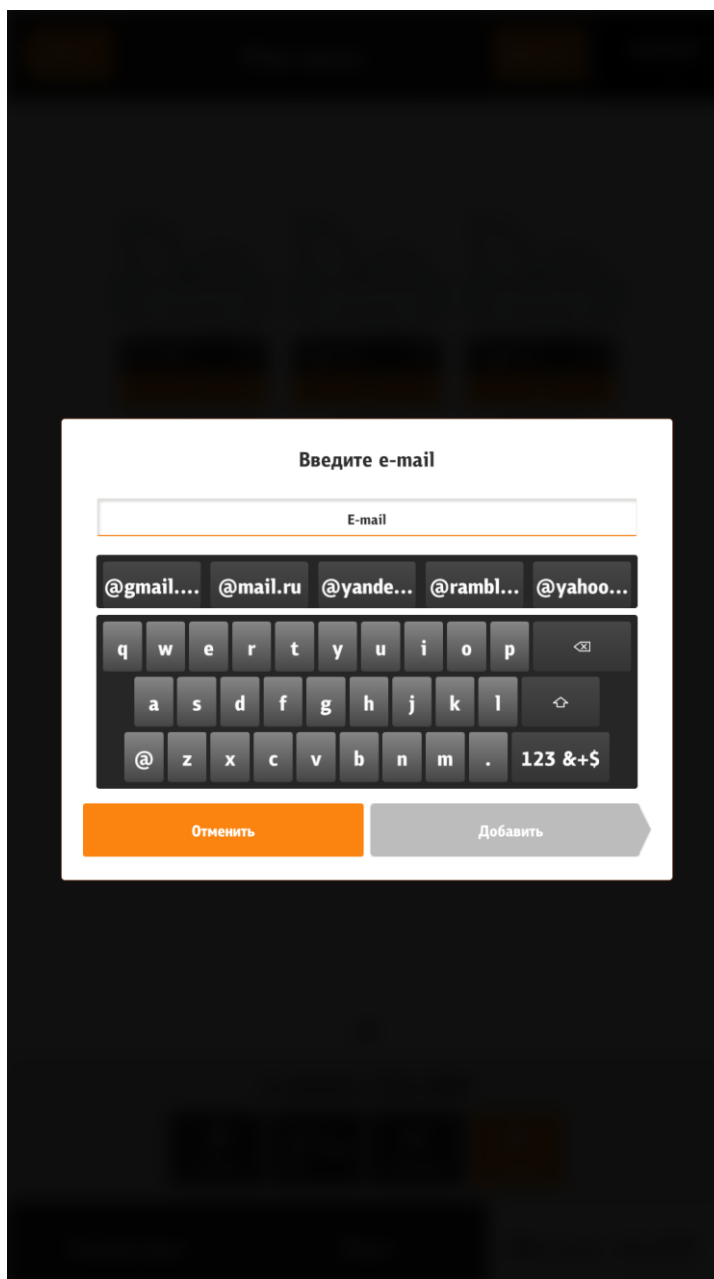 Введите e-mail
E-mail
@gmail.... @mail.ru @yande... @rambl... @yahoo...
q w e r t y u i o p
a s d f g h j k l
@ z x c v b n m . 123 &+$
Отменить Добавить